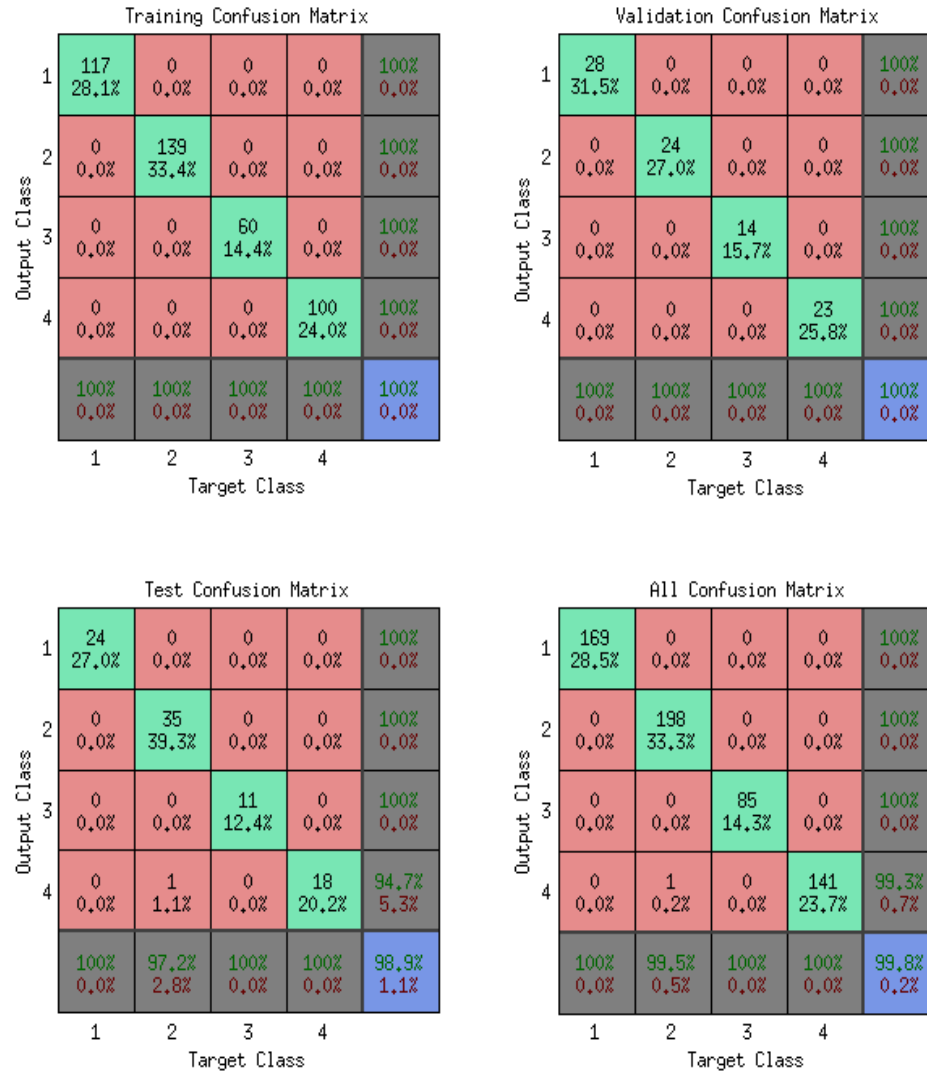 Training Confusion Matrix
1 117 0 0 0 100%
28.1% 0.0% 0.0% 0.0% 0.0%
2 0 139 0 0 100%
0.0% 33.4% 0.0% 0.0% 0.0%
3 0 0 60 0 100%
0.0% 0.0% 14.4% 0.0% 0.0%
4 0 0 0 100 100%
0.0% 0.0% 0.0% 24.0% 0.0%
100% 100% 100% 100% 100%
0.0% 0.0% 0.0% 0.0% 0.0%
1 2 3 4
Target Class
Output Class
Validation Confusion Matrix
1 28 0 0 0 100%
31.5% 0.0% 0.0% 0.0% 0.0%
2 0 24 0 0 100%
0.0% 27.0% 0.0% 0.0% 0.0%
3 0 0 14 0 100%
0.0% 0.0% 15.7% 0.0% 0.0%
4 0 0 0 23 100%
0.0% 0.0% 0.0% 25.8% 0.0%
100% 100% 100% 100% 100%
0.0% 0.0% 0.0% 0.0% 0.0%
1 2 3 4
Target Class
Output Class
Test Confusion Matrix
1 24 0 0 0 100%
27.0% 0.0% 0.0% 0.0% 0.0%
2 0 35 0 0 100%
0.0% 39.3% 0.0% 0.0% 0.0%
3 0 0 11 0 100%
0.0% 0.0% 12.4% 0.0% 0.0%
4 0 1 0 18 94.7%
0.0% 1.1% 0.0% 20.2% 5.3%
100% 97.2% 100% 100% 98.9%
0.0% 2.8% 0.0% 0.0% 1.1%
1 2 3 4
Target Class
Output Class
All Confusion Matrix
1 169 0 0 0 100%
28.5% 0.0% 0.0% 0.0% 0.0%
2 0 198 0 0 100%
0.0% 33.3% 0.0% 0.0% 0.0%
3 0 0 85 0 100%
0.0% 0.0% 14.3% 0.0% 0.0%
4 0 1 0 141 99.3%
0.0% 0.2% 0.0% 23.7% 0.7%
100% 99.5% 100% 100% 99.8%
0.0% 0.5% 0.0% 0.0% 0.2%
1 2 3 4
Target Class
Output Class